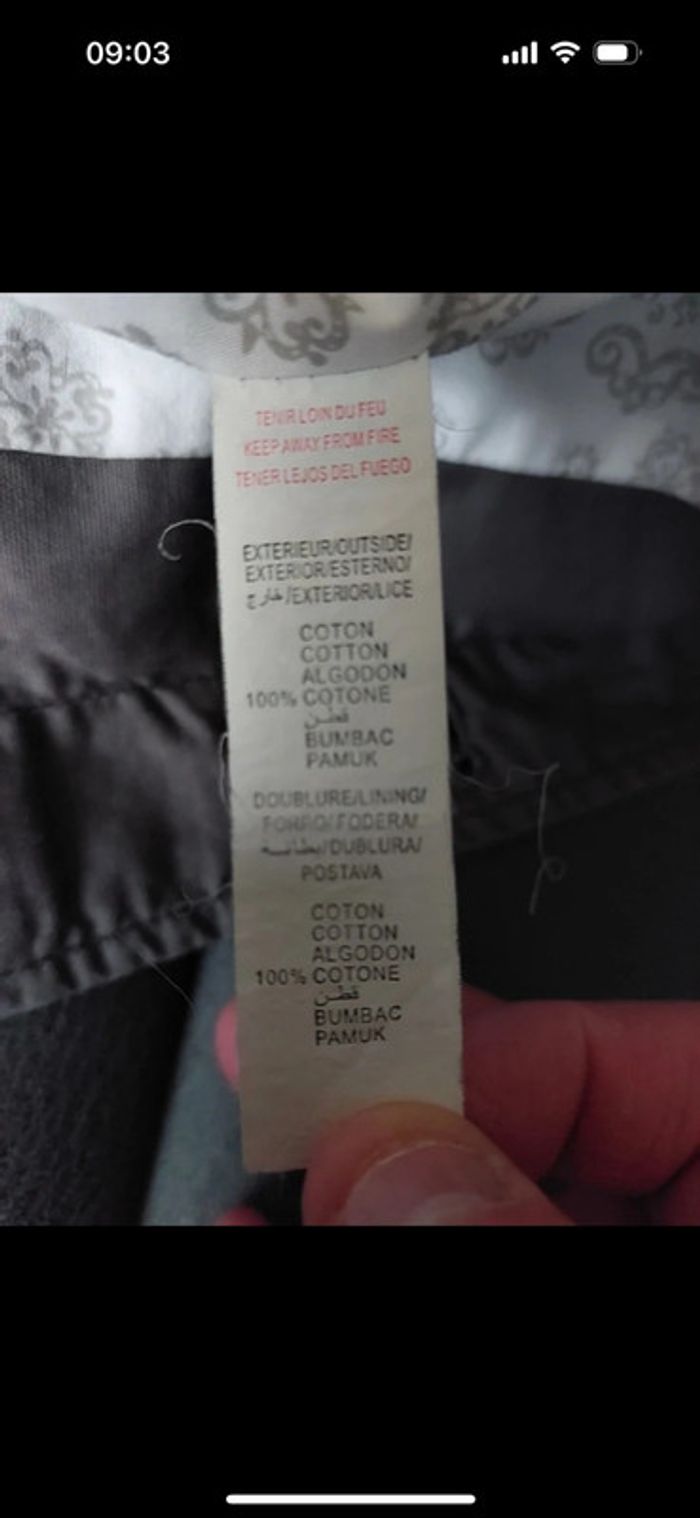 09:03
TENIR LOIN DU FEU
KEEP AWAY FROM FIRE
TENER LEJOS DEL FUEGO
EXTERIEUR/OUTSIDE/
EXTERIOR/ESTERNO/
خارج/EXTERIOR/LICE
COTON
COTTON
ALGODON
100% COTONE
قطن
BUMBAC
PAMUK
DOUBLURE/LINING/
FORRO/FODERA/
بطانة/DUBLURA/
POSTAVA
COTON
COTTON
ALGODON
100% COTONE
قطن
BUMBAC
PAMUK